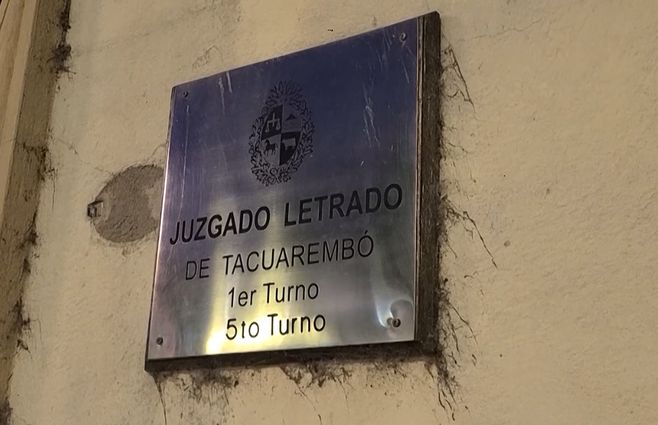 JUZGADO LETRADO
DE TACUAREMBÓ
1er Turno
5to Turno